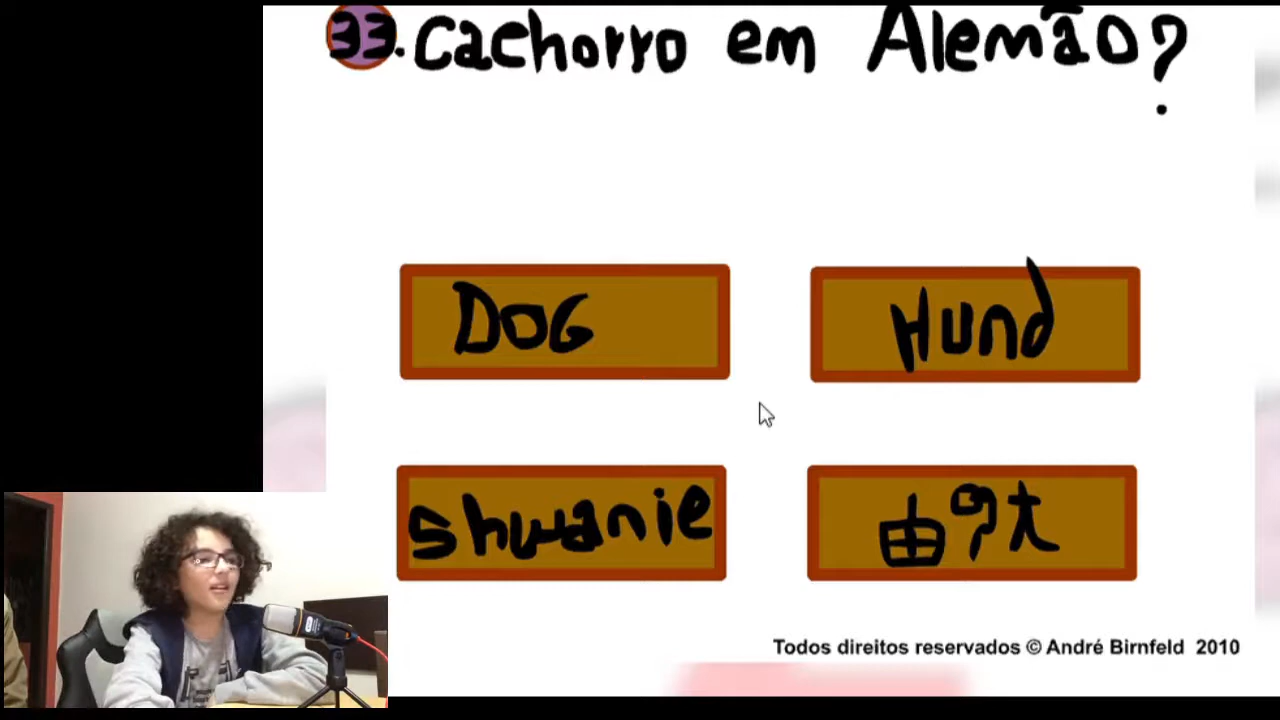 33. Cachorro em Alemão?
DOG
Hund
shwanie
Todos direitos reservados © André Birnfeld 2010